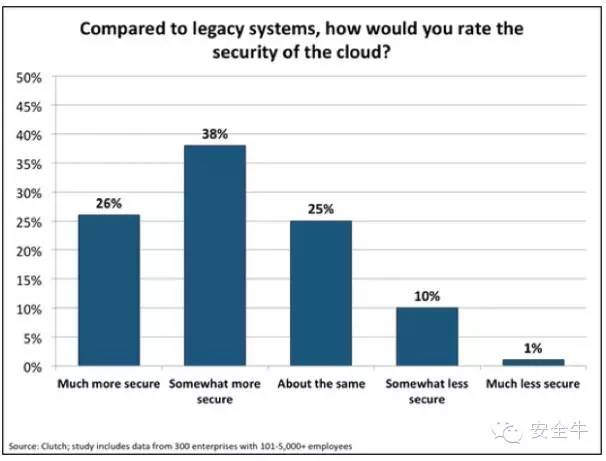 Compared to legacy systems, how would you rate the
security of the cloud?
50%
45%
40%
35%
30%
25%
20%
15%
10%
5%
0%
26%
38%
25%
10%
1%
Much more secure
Somewhat more
secure
About the same
Somewhat less
secure
Much less secure
Source: Clutch; study includes data from 300 enterprises with 101-5,000+ employees
安全牛